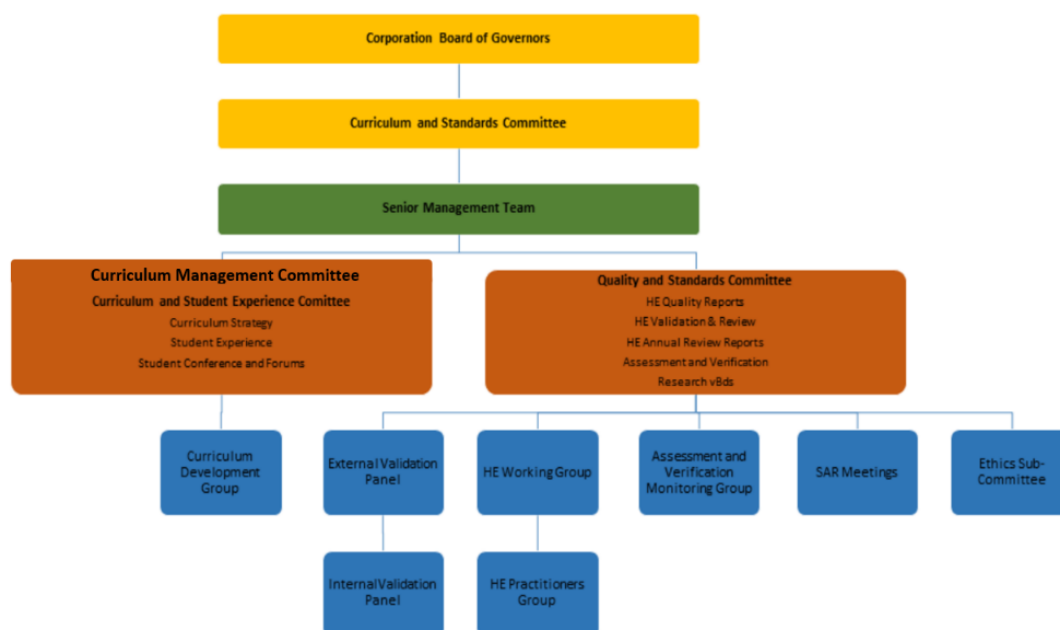 Corporation Board of Governors
Curriculum and Standards Committee
Senior Management Team
Curriculum Management Committee
Curriculum and Student Experience Comittee
Curriculum Strategy
Student Experience
Student Conference and Forums
Quality and Standards Committee
HE Quality Reports
HE Validation & Review
HE Annual Review Reports
Assessment and Verification
Research vBds
Curriculum
Development
Group
External Validation
Panel
HE Working Group
Assessment and
Verification
Monitoring Group
SAR Meetings
Ethics Sub-
Committee
Internal Validation
Panel
HE Practitioners
Group